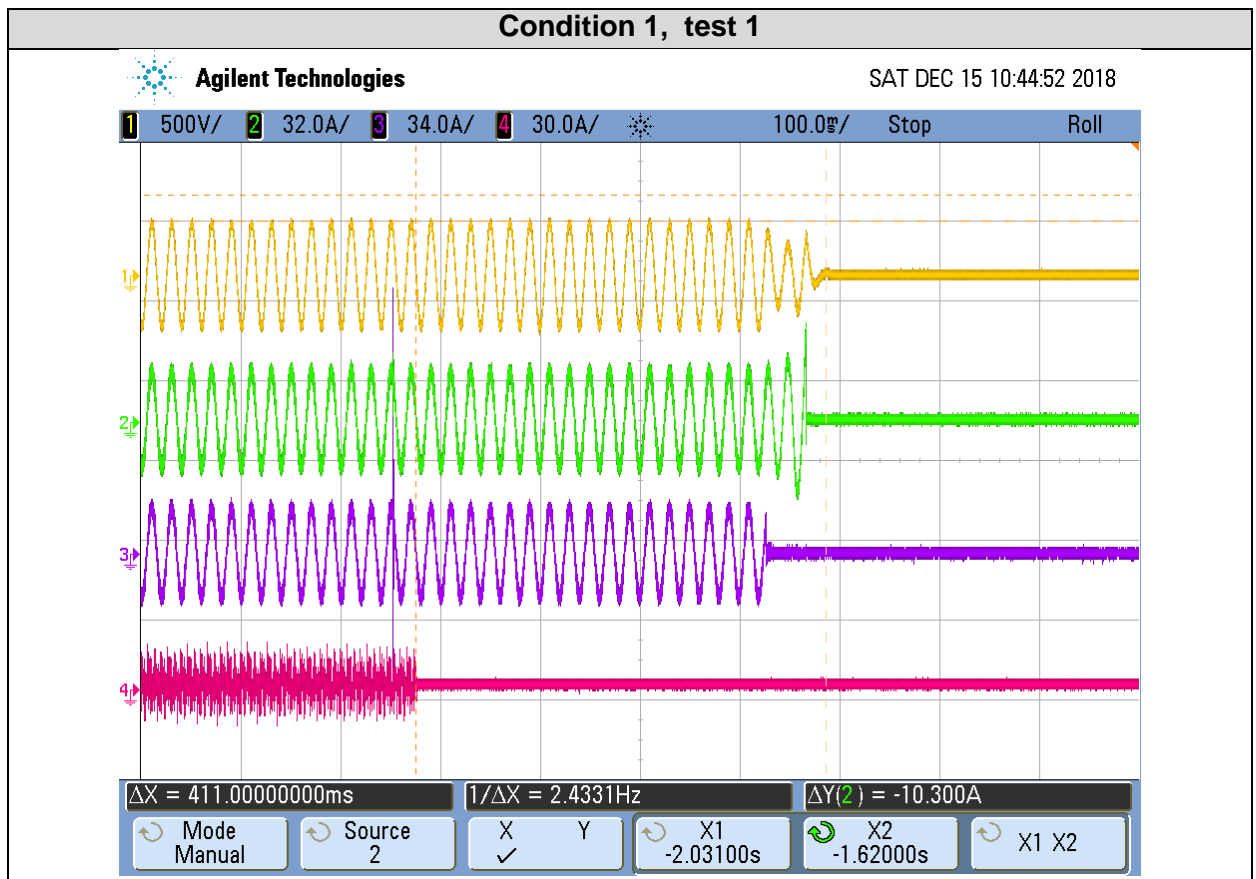 Condition 1, test 1
Agilent Technologies SAT DEC 15 10:44:52 2018
1 500V/ 2 32.0A/ 3 34.0A/ 4 30.0A/ 100.0ms/ Stop Roll
1
2
3
4
ΔX = 411.00000000ms 1/ΔX = 2.4331Hz ΔY(2) = -10.300A
Mode Source X Y X1 X2 X1 X2
Manual 2 ✓ -2.03100s -1.62000s